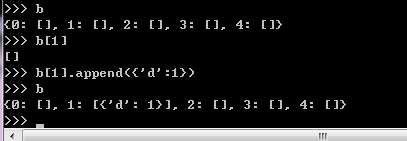 >>> b
{0: [], 1: [], 2: [], 3: [], 4: []}
>>> b[1]
[]
>>> b[1].append({'d':1})
>>> b
{0: [], 1: [{'d': 1}], 2: [], 3: [], 4: []}
>>> _